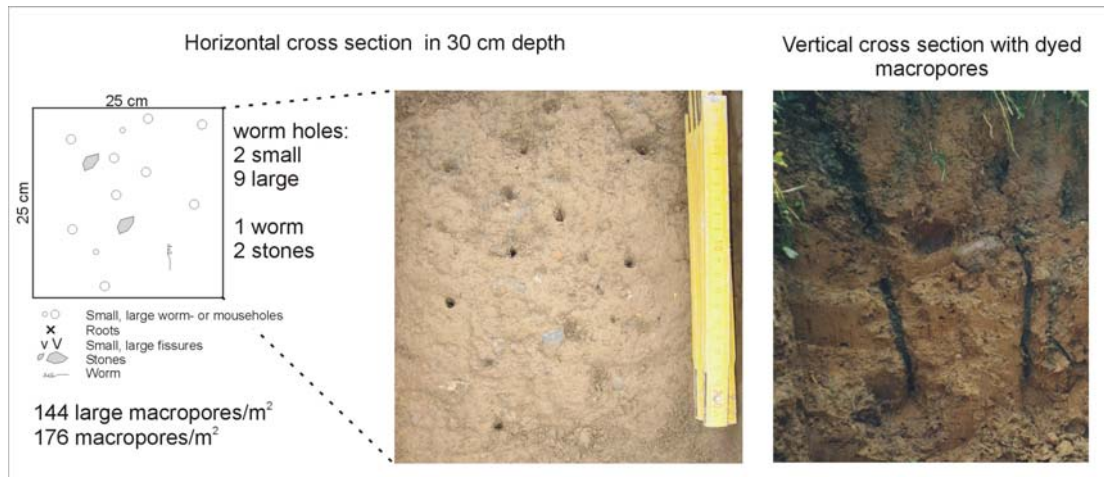 Horizontal cross section in 30 cm depth
Vertical cross section with dyed
macropores
25 cm
25 cm
worm holes:
2 small
9 large
1 worm
2 stones
Small, large worm- or mouseholes
Roots
Small, large fissures
Stones
Worm
144 large macropores/m²
176 macropores/m²